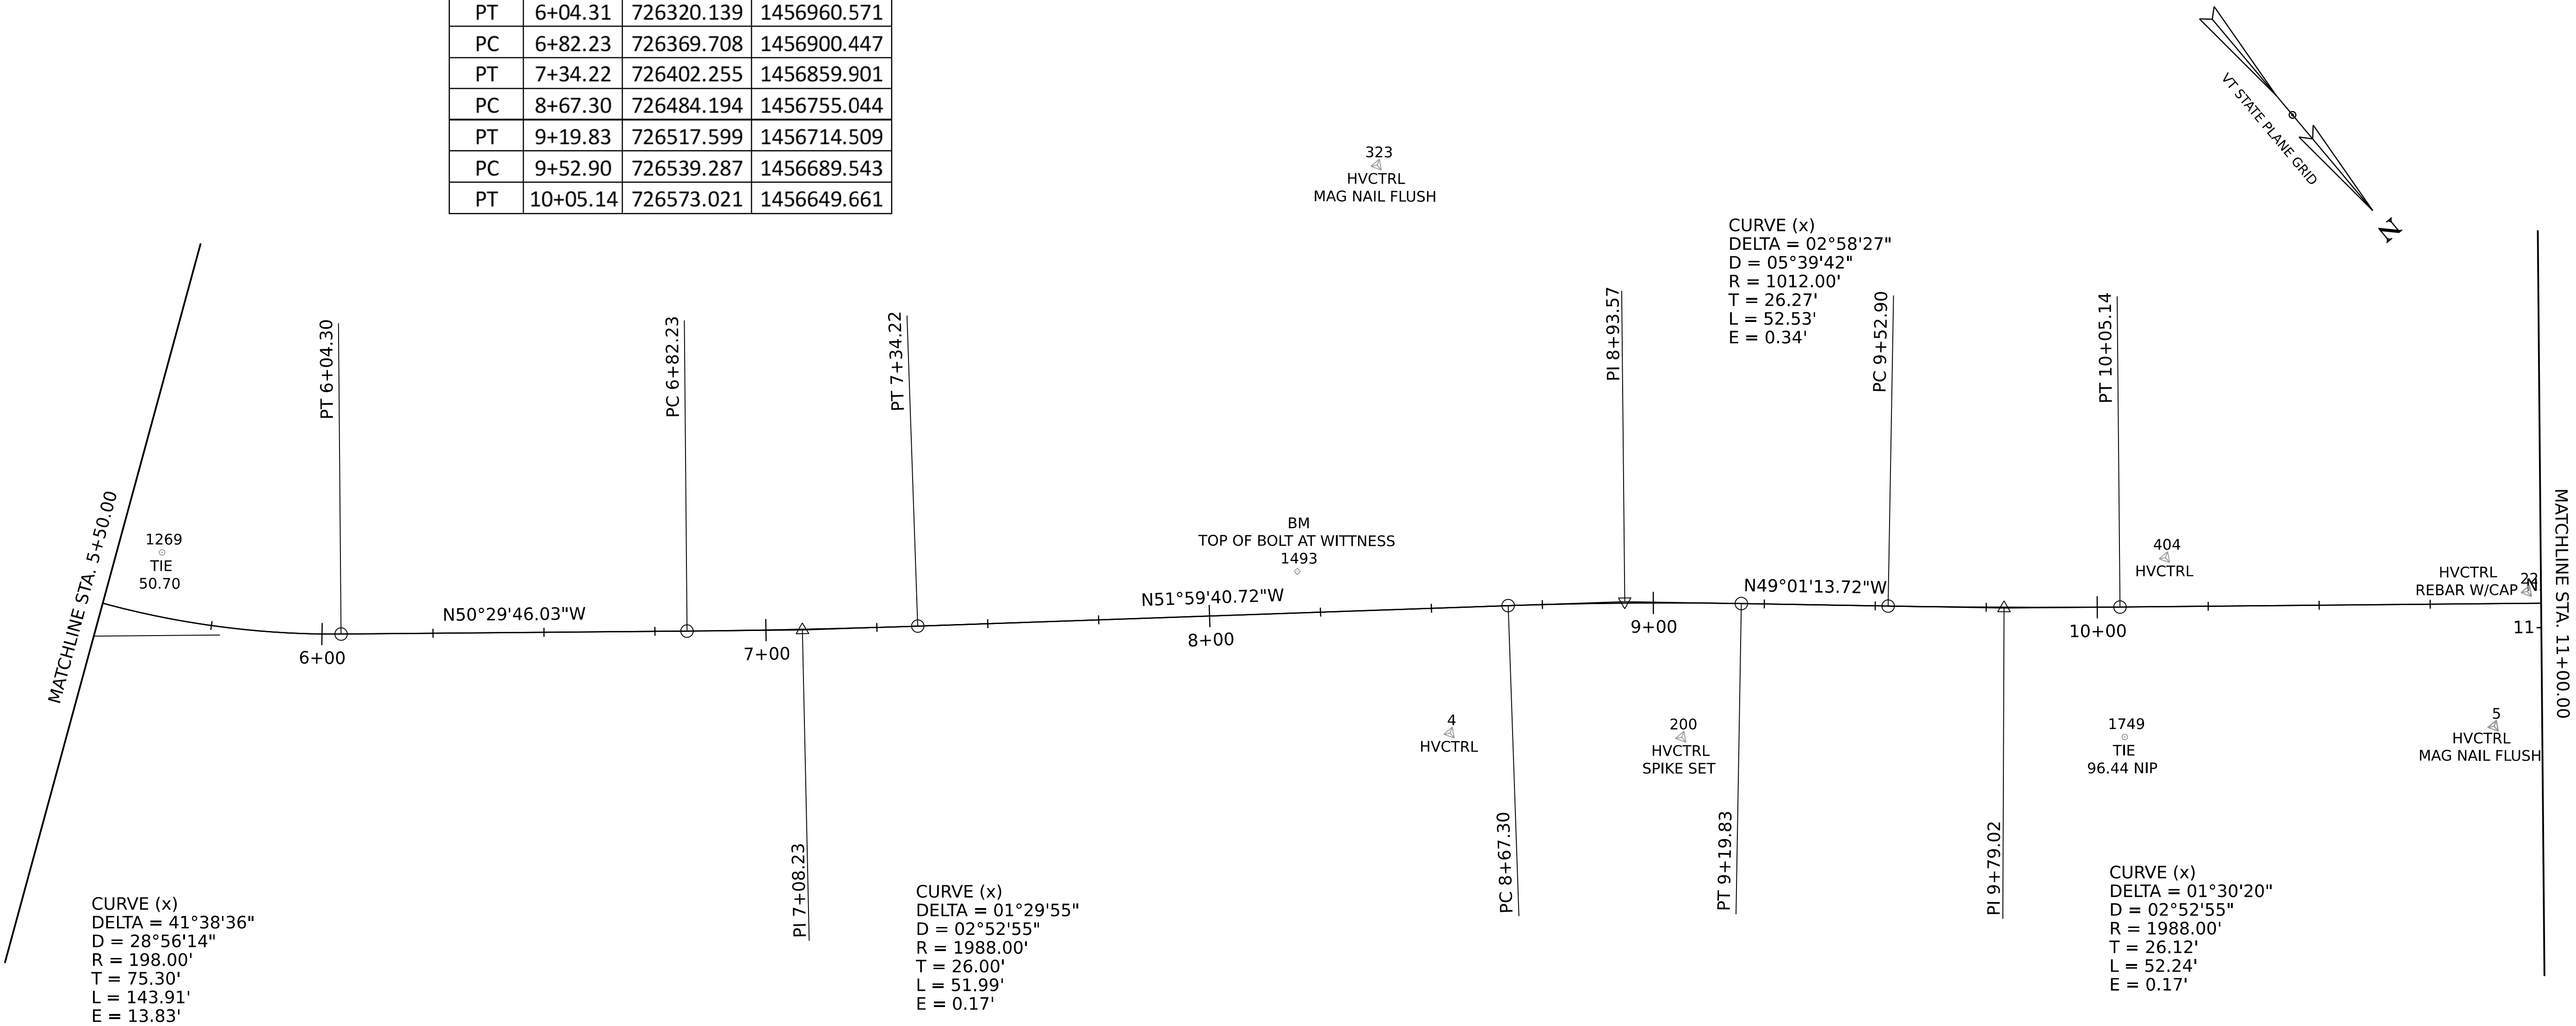 PT 6+04.31 726320.139 1456960.571
PC 6+82.23 726369.708 1456900.447
PT 7+34.22 726402.255 1456859.901
PC 8+67.30 726484.194 1456755.044
PT 9+19.83 726517.599 1456714.509
PC 9+52.90 726539.287 1456689.543
PT 10+05.14 726573.021 1456649.661
VT STATE PLANE GRID
N
323
HVCTRL
MAG NAIL FLUSH
CURVE (x)
DELTA = 02°58'27"
D = 05°39'42"
R = 1012.00'
T = 26.27'
L = 52.53'
E = 0.34'
PT 6+04.30
PC 6+82.23
PT 7+34.22
PI 8+93.57
PC 9+52.90
PT 10+05.14
MATCHLINE STA. 5+50.00
1269
TIE
50.70
BM
TOP OF BOLT AT WITTNESS
1493
404
HVCTRL
22
HVCTRL
REBAR W/CAP
N
MATCHLINE STA. 11+00.00
N50°29'46.03"W
N51°59'40.72"W
N49°01'13.72"W
6+00
7+00
8+00
9+00
10+00
11
4
HVCTRL
200
HVCTRL
SPIKE SET
1749
TIE
96.44 NIP
5
HVCTRL
MAG NAIL FLUSH
PI 7+08.23
PC 8+67.30
PT 9+19.83
PI 9+79.02
CURVE (x)
DELTA = 41°38'36"
D = 28°56'14"
R = 198.00'
T = 75.30'
L = 143.91'
E = 13.83'
CURVE (x)
DELTA = 01°29'55"
D = 02°52'55"
R = 1988.00'
T = 26.00'
L = 51.99'
E = 0.17'
CURVE (x)
DELTA = 01°30'20"
D = 02°52'55"
R = 1988.00'
T = 26.12'
L = 52.24'
E = 0.17'